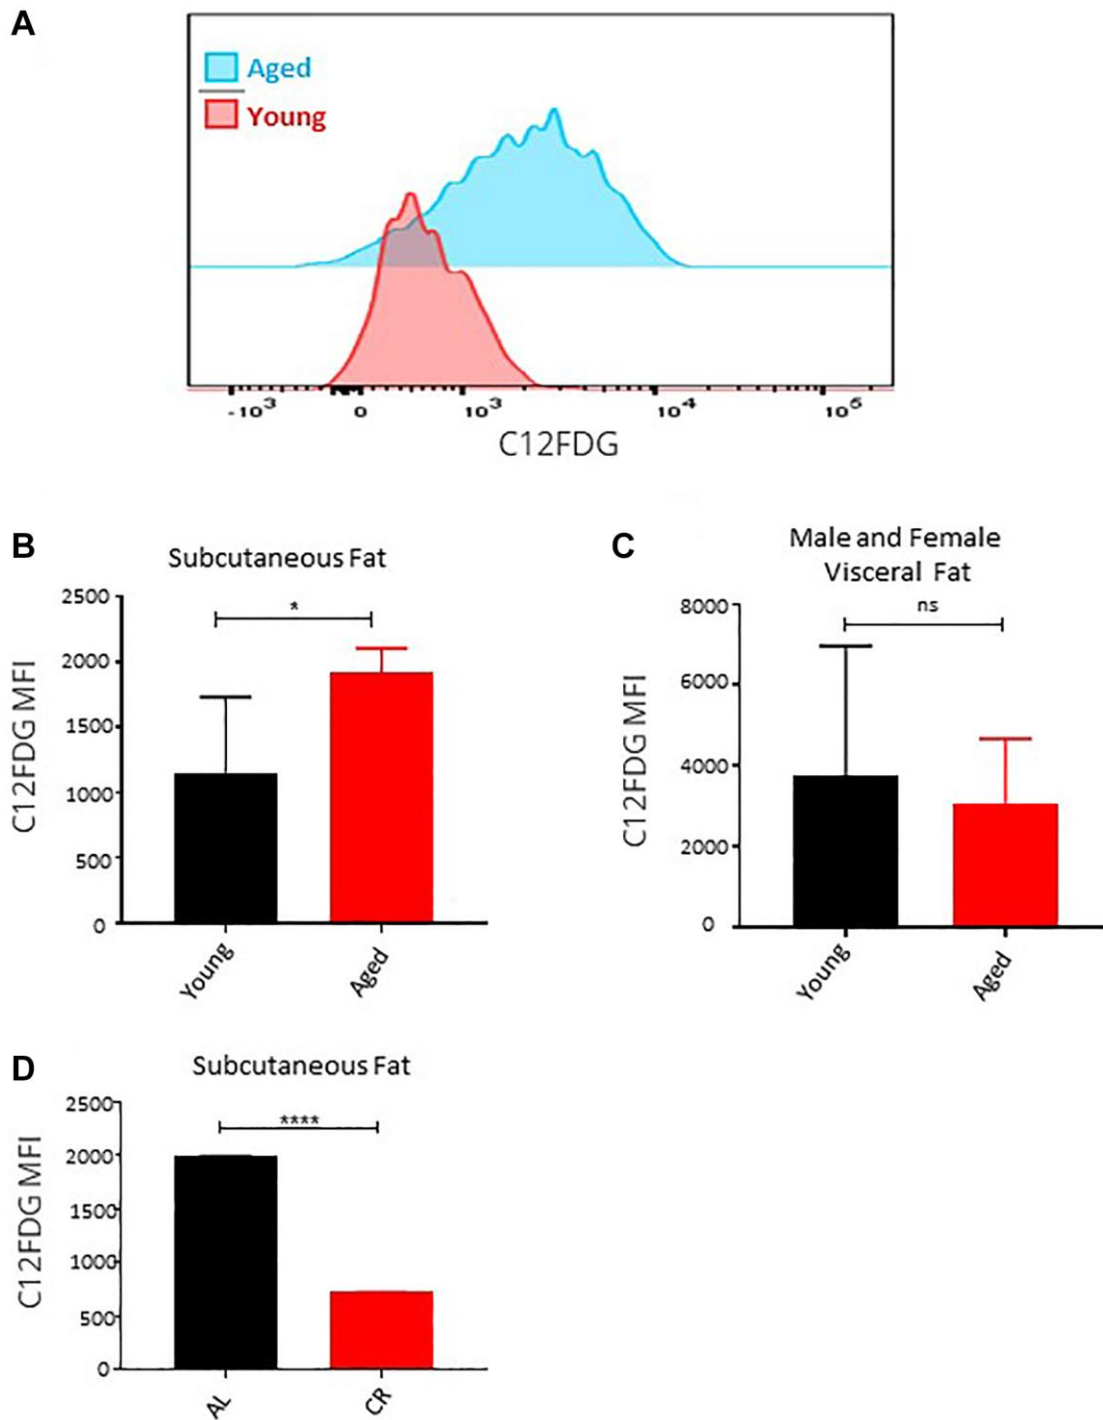 A
Aged
Young
-10³ 0 10³ 10⁴ 10⁵
C12FDG
B
Subcutaneous Fat
C12FDG MFI
2500
2000
1500
1000
500
0
*
Young
Aged
C
Male and Female
Visceral Fat
C12FDG MFI
8000
6000
4000
2000
0
ns
Young
Aged
D
Subcutaneous Fat
C12FDG MFI
2500
2000
1500
1000
500
0
****
AL
CR